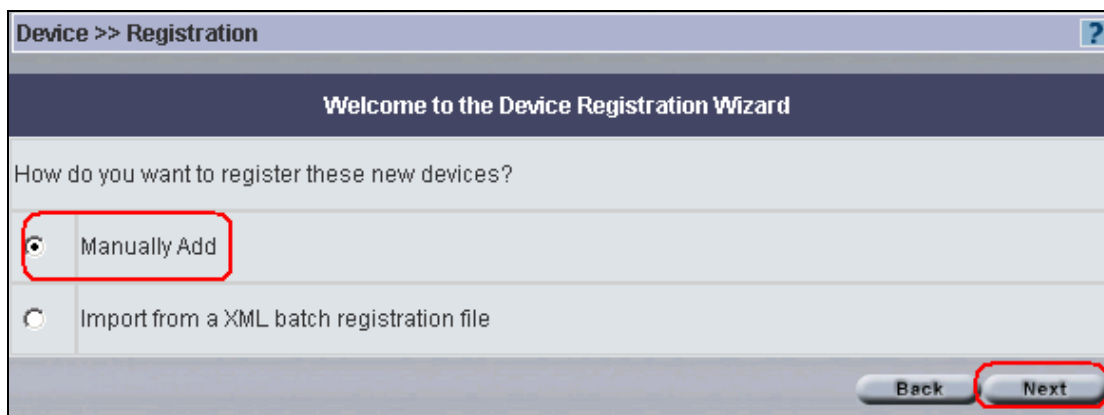 Device >> Registration ?
Welcome to the Device Registration Wizard
How do you want to register these new devices?
Manually Add
Import from a XML batch registration file
Back Next